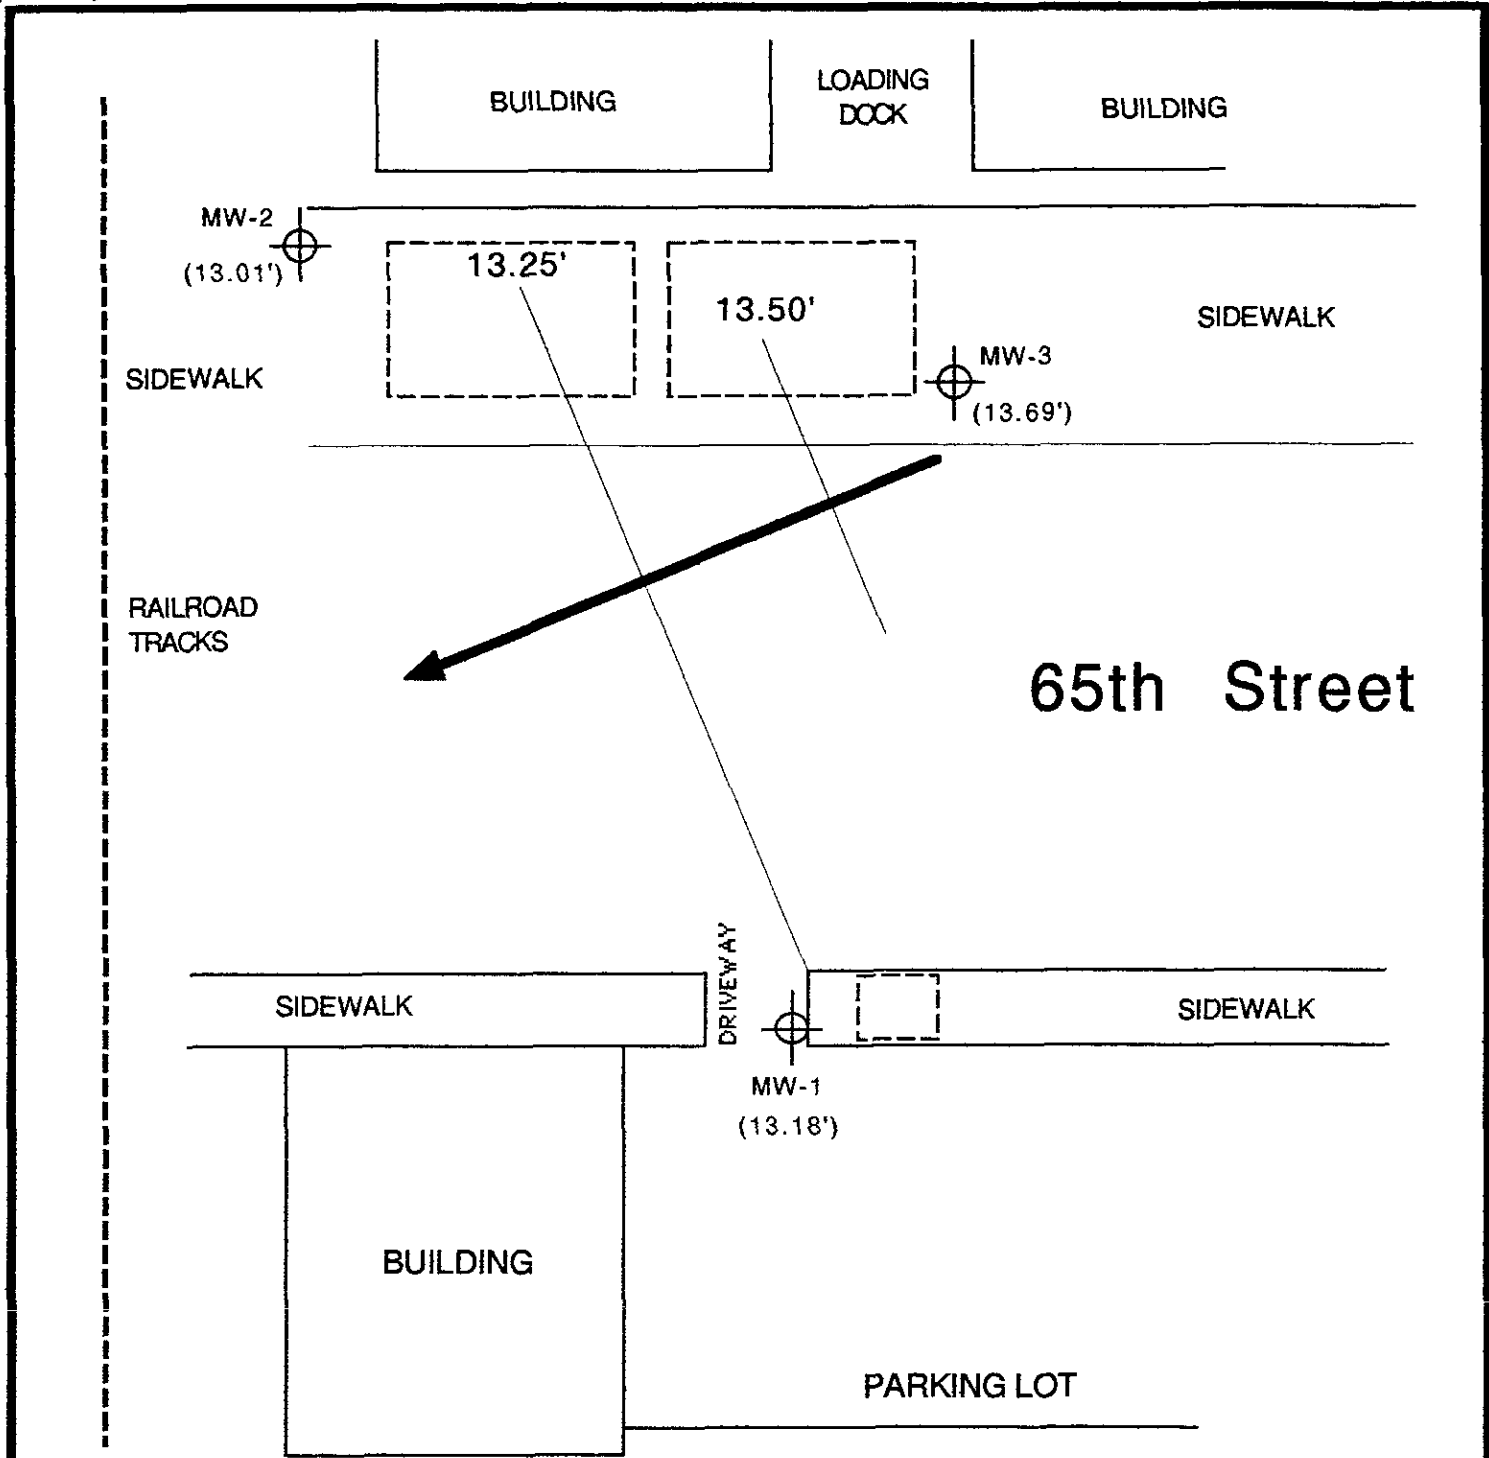 BUILDING
LOADING
DOCK
BUILDING
MW-2
(13.01')
13.25'
13.50'
SIDEWALK
MW-3
(13.69')
SIDEWALK
RAILROAD
TRACKS
65th Street
DRIVEWAY
SIDEWALK
SIDEWALK
MW-1
(13.18')
BUILDING
PARKING LOT